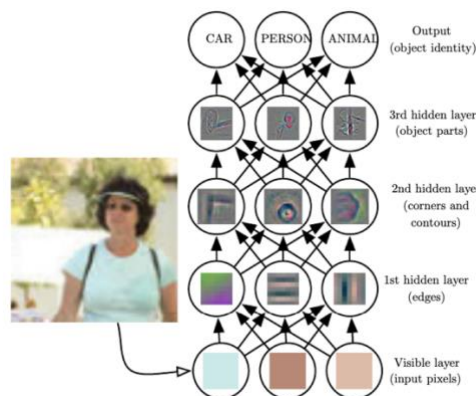 CAR PERSON ANIMAL
Output
(object identity)
3rd hidden layer
(object parts)
2nd hidden laye
(corners and
contours)
1st hidden layer
(edges)
Visible layer
(input pixels)